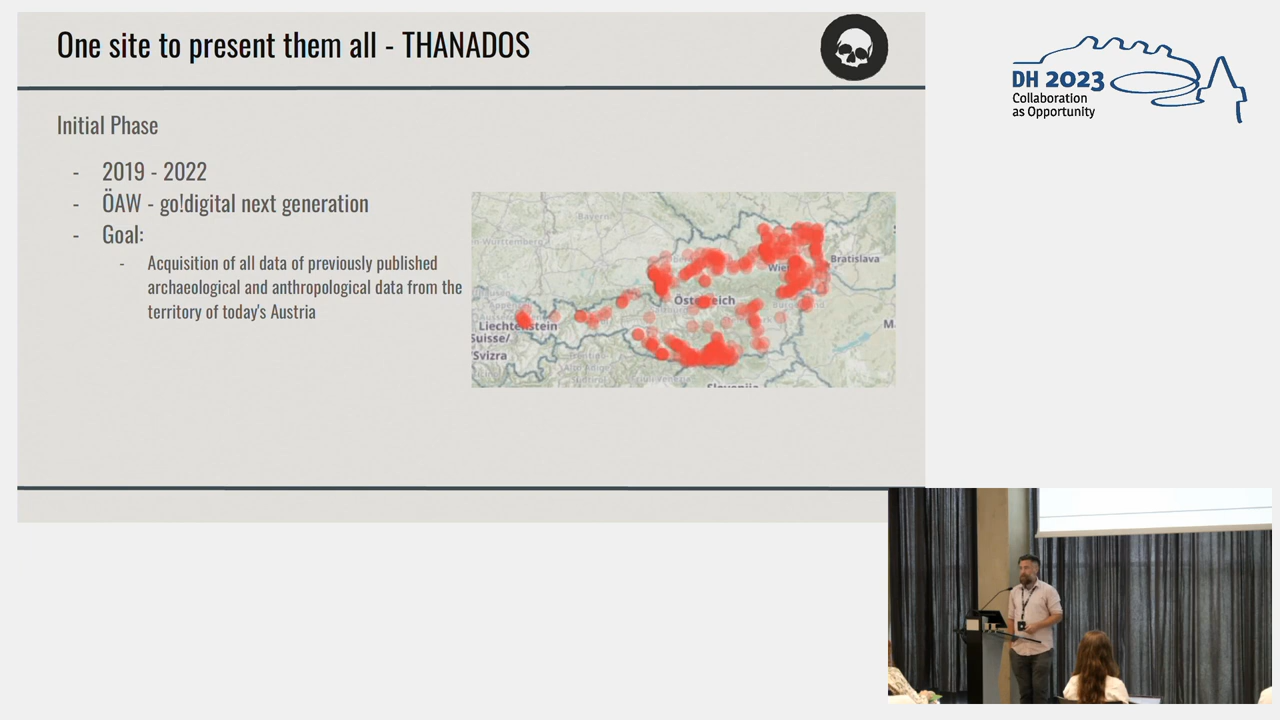 One site to present them all - THANADOS
Initial Phase
- 2019 - 2022
- ÖAW - go!digital next generation
- Goal:
- Acquisition of all data of previously published
archaeological and anthropological data from the
territory of today's Austria
Bayern
Wien
Bratislava
Österreich
Liechtenstein
Suisse/
Svizra
Slovenija
DH 2023
Collaboration
as Opportunity